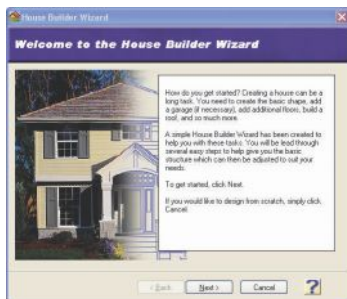 House Builder Wizard
Welcome to the House Builder Wizard
How do you get started? Creating a house can be a
long task. You need to create the basic shape, add
a garage (if necessary), add additional floors, build a
roof, and so much more.
A simple House Builder Wizard has been created to
help you with these tasks. You will be lead through
several easy steps to help give you the basic
structure which can then be adjusted to suit your
needs.
To get started, click Next.
If you would like to design from scratch, simply click
Cancel.
< Back Next > Cancel ?